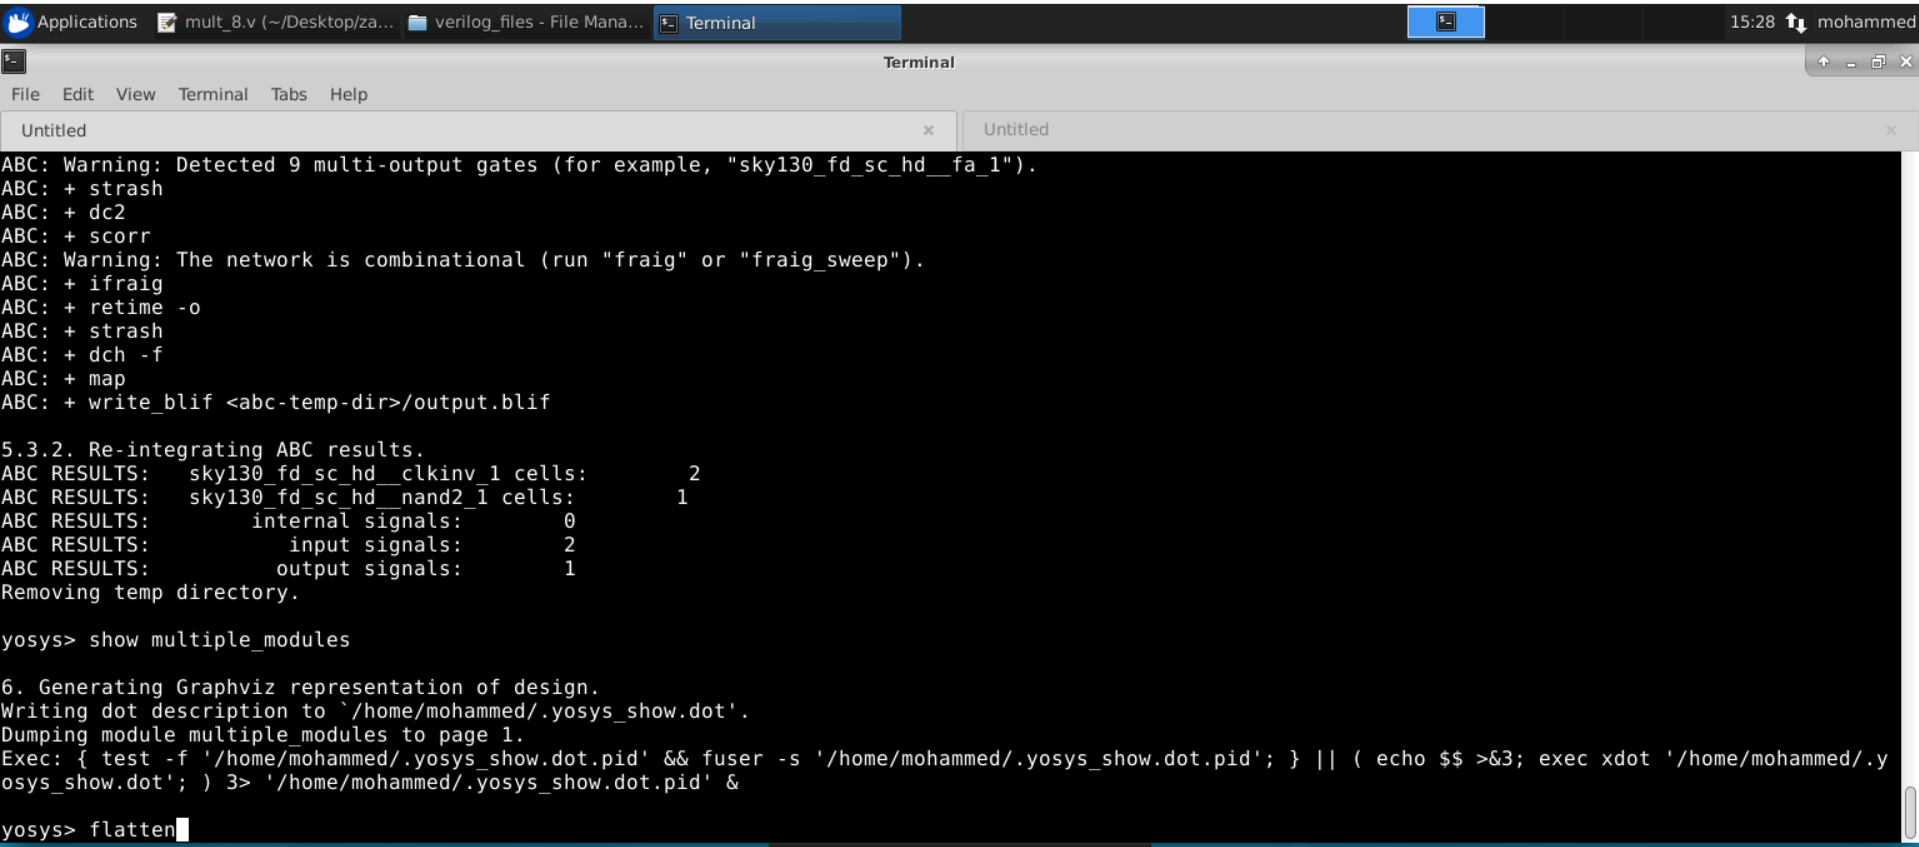 Applications mult_8.v (~/Desktop/za... verilog_files - File Mana... Terminal 15:28 mohammed
Terminal
File Edit View Terminal Tabs Help
Untitled Untitled
ABC: Warning: Detected 9 multi-output gates (for example, "sky130_fd_sc_hd__fa_1").
ABC: + strash
ABC: + dc2
ABC: + scorr
ABC: Warning: The network is combinational (run "fraig" or "fraig_sweep").
ABC: + ifraig
ABC: + retime -o
ABC: + strash
ABC: + dch -f
ABC: + map
ABC: + write_blif <abc-temp-dir>/output.blif
5.3.2. Re-integrating ABC results.
ABC RESULTS:   sky130_fd_sc_hd__clkinv_1 cells:        2
ABC RESULTS:   sky130_fd_sc_hd__nand2_1 cells:        1
ABC RESULTS:        internal signals:        0
ABC RESULTS:           input signals:        2
ABC RESULTS:          output signals:        1
Removing temp directory.
yosys> show multiple_modules
6. Generating Graphviz representation of design.
Writing dot description to `/home/mohammed/.yosys_show.dot'.
Dumping module multiple_modules to page 1.
Exec: { test -f '/home/mohammed/.yosys_show.dot.pid' && fuser -s '/home/mohammed/.yosys_show.dot.pid'; } || ( echo $$ >&3; exec xdot '/home/mohammed/.y
osys_show.dot'; ) 3> '/home/mohammed/.yosys_show.dot.pid' &
yosys> flatten